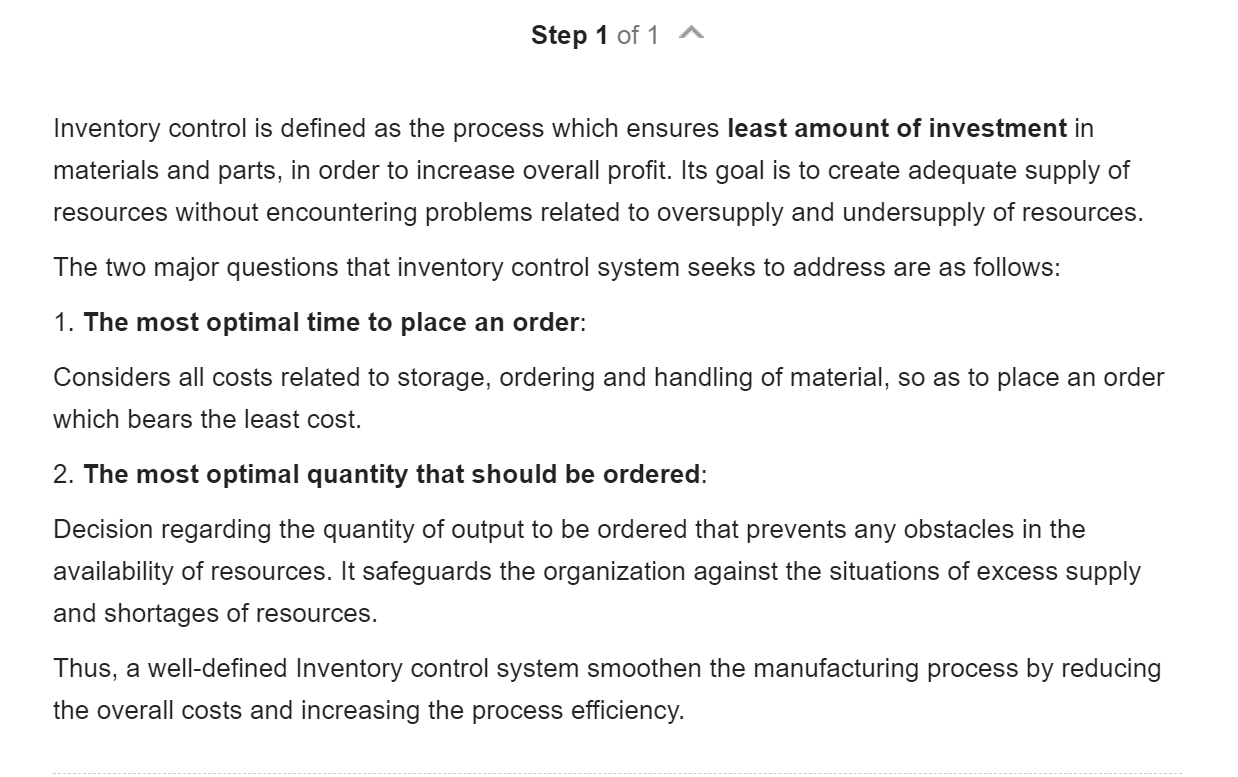 Step 1 of 1
Inventory control is defined as the process which ensures least amount of investment in
materials and parts, in order to increase overall profit. Its goal is to create adequate supply of
resources without encountering problems related to oversupply and undersupply of resources.
The two major questions that inventory control system seeks to address are as follows:
1. The most optimal time to place an order:
Considers all costs related to storage, ordering and handling of material, so as to place an order
which bears the least cost.
2. The most optimal quantity that should be ordered:
Decision regarding the quantity of output to be ordered that prevents any obstacles in the
availability of resources. It safeguards the organization against the situations of excess supply
and shortages of resources.
Thus, a well-defined Inventory control system smoothen the manufacturing process by reducing
the overall costs and increasing the process efficiency.